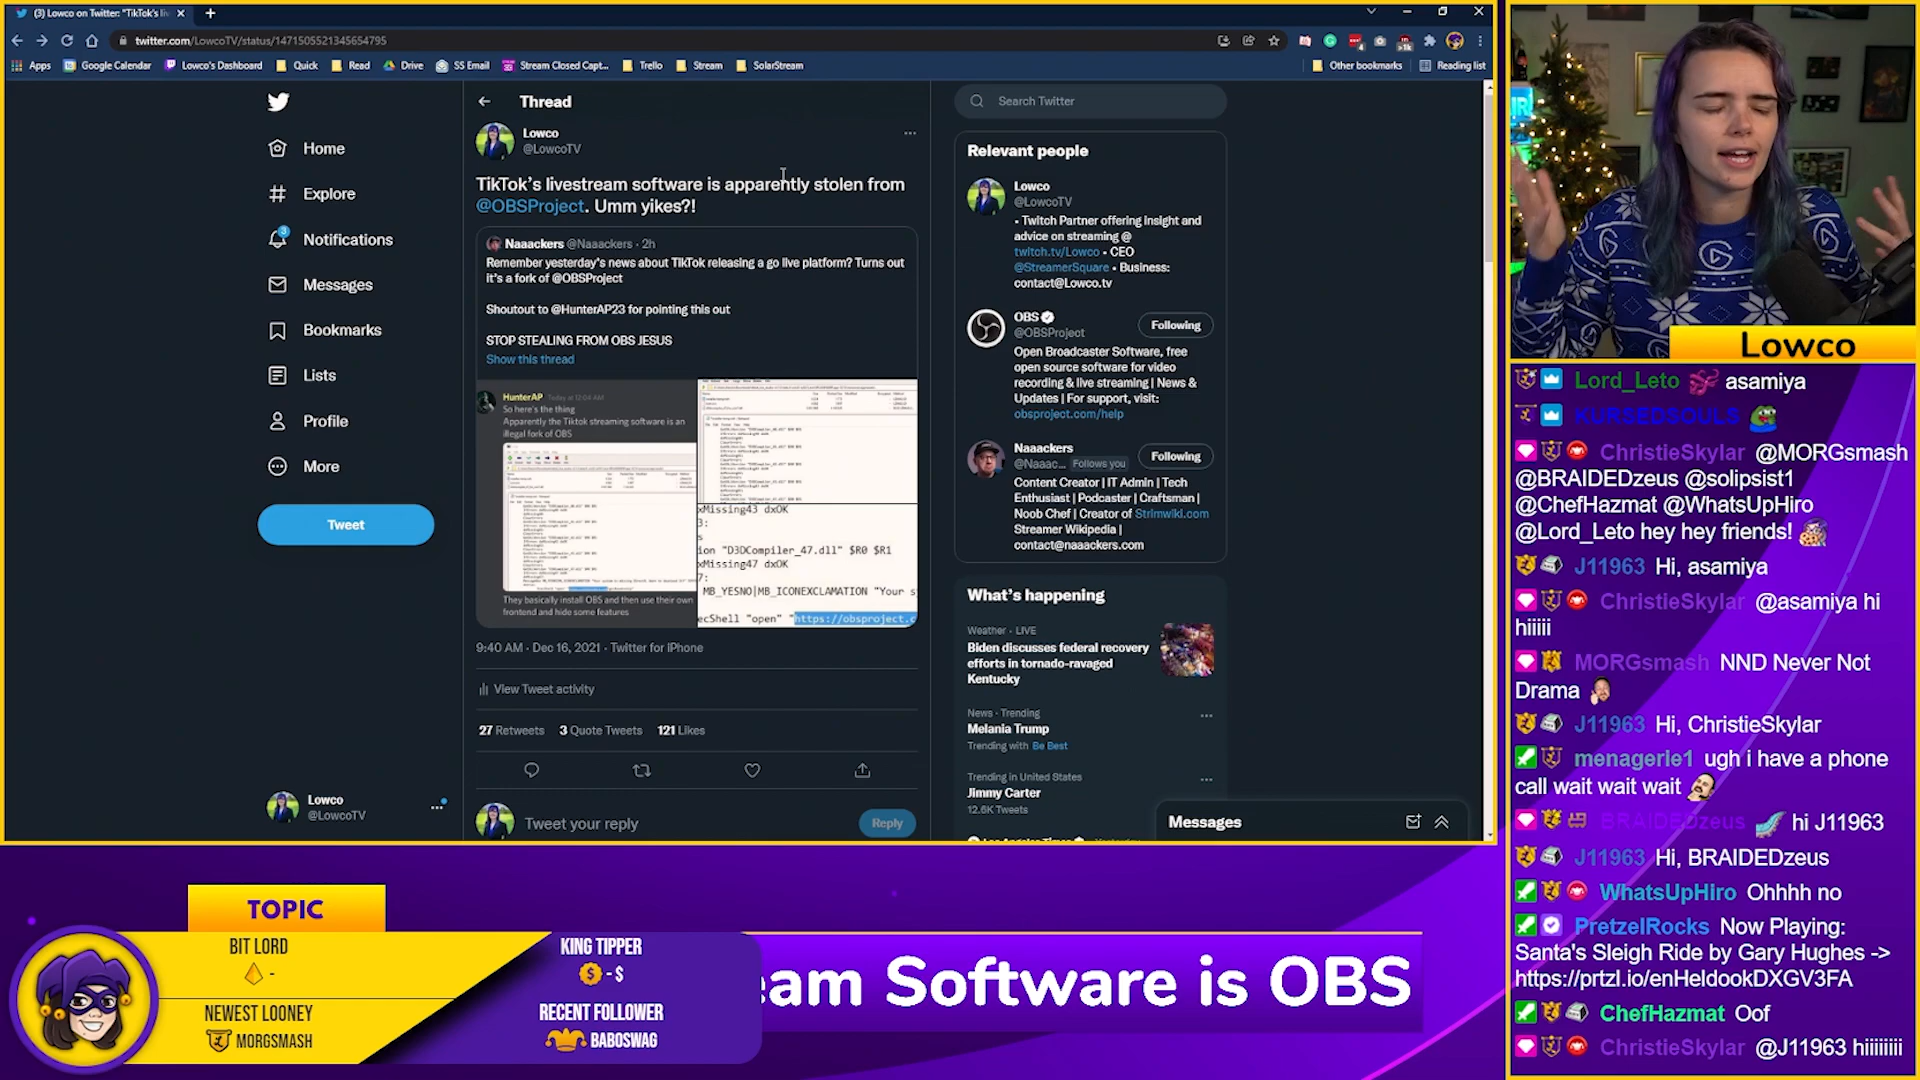 (3) Lowco on Twitter: "TikTok's li
twitter.com/LowcoTV/status/1471505521345654795
Apps
Google Calendar
Lowco's Dashboard
Quick
Read
Drive
SS Email
Stream Closed Capt...
Trello
Stream
SolarStream
Other bookmarks
Reading list
Home
Explore
3
Notifications
Messages
Bookmarks
Lists
Profile
More
Tweet
Lowco
@LowcoTV
Thread
Lowco
@LowcoTV
TikTok's livestream software is apparently stolen from
@OBSProject. Umm yikes?!
Naaackers @Naaackers · 2h
Remember yesterday's news about TikTok releasing a go live platform? Turns out
it's a fork of @OBSProject
Shoutout to @HunterAP23 for pointing this out
STOP STEALING FROM OBS JESUS
Show this thread
HunterAP Today at 12:04 AM
So here's the thing
Apparently the Tiktok streaming software is an
illegal fork of OBS
They basically install OBS and then use their own
frontend and hide some features
xMissing43 dxOK
3:
s
ion "D3DCompiler_47.dll" $R0 $R1
xMissing47 dxOK
7:
MB_YESNO|MB_ICONEXCLAMATION "Your s
ecShell "open" "https://obsproject.c
9:40 AM · Dec 16, 2021 · Twitter for iPhone
View Tweet activity
27 Retweets 3 Quote Tweets 121 Likes
Tweet your reply
Reply
Search Twitter
Relevant people
Lowco
@LowcoTV
• Twitch Partner offering insight and
advice on streaming @
twitch.tv/Lowco • CEO
@StreamerSquare • Business:
contact@Lowco.tv
OBS
@OBSProject
Following
Open Broadcaster Software, free
open source software for video
recording & live streaming | News &
Updates | For support, visit:
obsproject.com/help
Naaackers
@Naaac... Follows you
Following
Content Creator | IT Admin | Tech
Enthusiast | Podcaster | Craftsman |
Noob Chef | Creator of Strimwiki.com
Streamer Wikipedia |
contact@naaackers.com
What's happening
Weather · LIVE
Biden discusses federal recovery
efforts in tornado-ravaged
Kentucky
News · Trending
Melania Trump
Trending with Be Best
Trending in United States
Jimmy Carter
12.6K Tweets
Messages
Lowco
Lord_Leto asamiya
KURSEDSOULS
ChristieSkylar @MORGsmash
@BRAIDEDzeus @solipsist1
@ChefHazmat @WhatsUpHiro
@Lord_Leto hey hey friends!
J11963 Hi, asamiya
ChristieSkylar @asamiya hi
hiiiii
MORGsmash NND Never Not
Drama
J11963 Hi, ChristieSkylar
menagerle1 ugh i have a phone
call wait wait wait
BRAIDEDzeus hi J11963
J11963 Hi, BRAIDEDzeus
WhatsUpHiro Ohhhh no
PretzelRocks Now Playing:
Santa's Sleigh Ride by Gary Hughes ->
https://prtzl.io/enHeldookDXGV3FA
ChefHazmat Oof
ChristieSkylar @J11963 hiiiiiiii
TOPIC
BIT LORD
-
NEWEST LOONEY
MORGSMASH
KING TIPPER
- $
RECENT FOLLOWER
BABOSWAG
eam Software is OBS